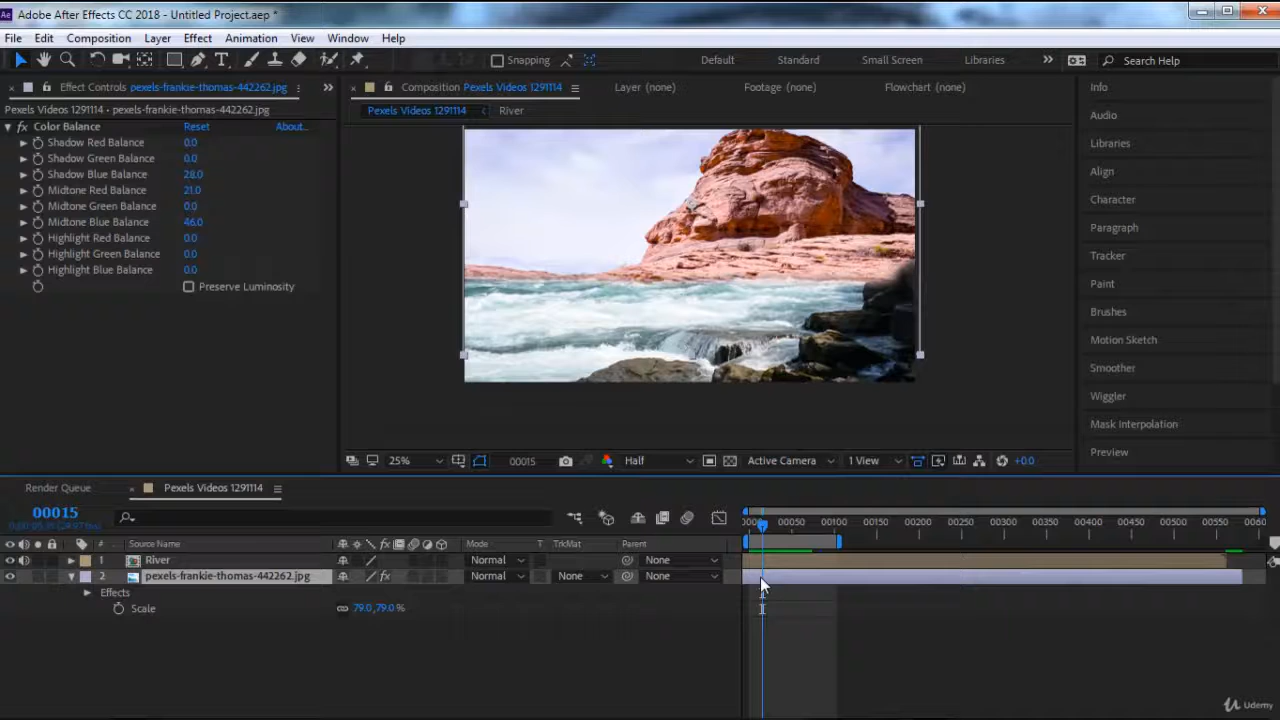 Adobe After Effects CC 2018 - Untitled Project.aep *
File Edit Composition Layer Effect Animation View Window Help
Snapping Default Standard Small Screen Libraries Search Help
Effect Controls pexels-frankie-thomas-442262.jpg
Composition Pexels Videos 1291114 Layer (none) Footage (none) Flowchart (none)
Pexels Videos 1291114 • pexels-frankie-thomas-442262.jpg
Pexels Videos 1291114 River
fx Color Balance Reset About...
Shadow Red Balance 0.0
Shadow Green Balance 0.0
Shadow Blue Balance 28.0
Midtone Red Balance 21.0
Midtone Green Balance 0.0
Midtone Blue Balance 46.0
Highlight Red Balance 0.0
Highlight Green Balance 0.0
Highlight Blue Balance 0.0
Preserve Luminosity
Info
Audio
Libraries
Align
Character
Paragraph
Tracker
Paint
Brushes
Motion Sketch
Smoother
Wiggler
Mask Interpolation
Preview
25% 00015 Half Active Camera 1 View +0.0
Render Queue Pexels Videos 1291114
00015
00050 00100 00150 00200 00250 00300 00350 00400 00450 00500 00550
# Source Name Mode T TrkMat Parent
1 River Normal None
2 pexels-frankie-thomas-442262.jpg fx Normal None None
Effects
Scale 79.0,79.0 %
Udemy